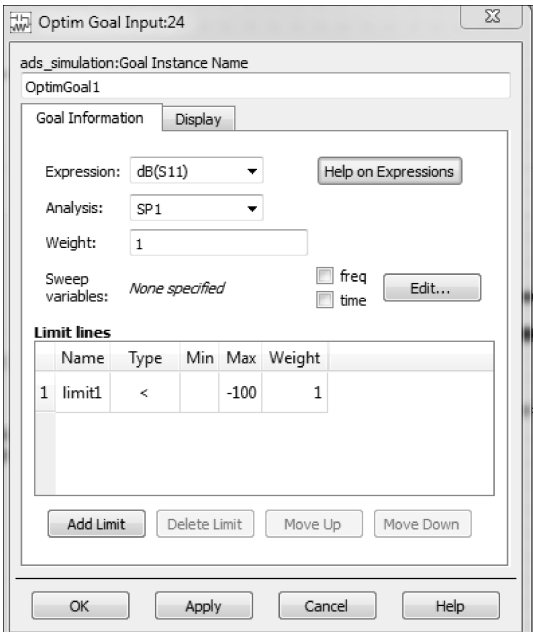 Optim Goal Input:24
ads_simulation:Goal Instance Name
OptimGoal1
Goal Information Display
Expression: dB(S11) Help on Expressions
Analysis: SP1
Weight: 1
Sweep variables: None specified freq time Edit...
Limit lines
Name Type Min Max Weight
1 limit1 < -100 1
Add Limit Delete Limit Move Up Move Down
OK Apply Cancel Help